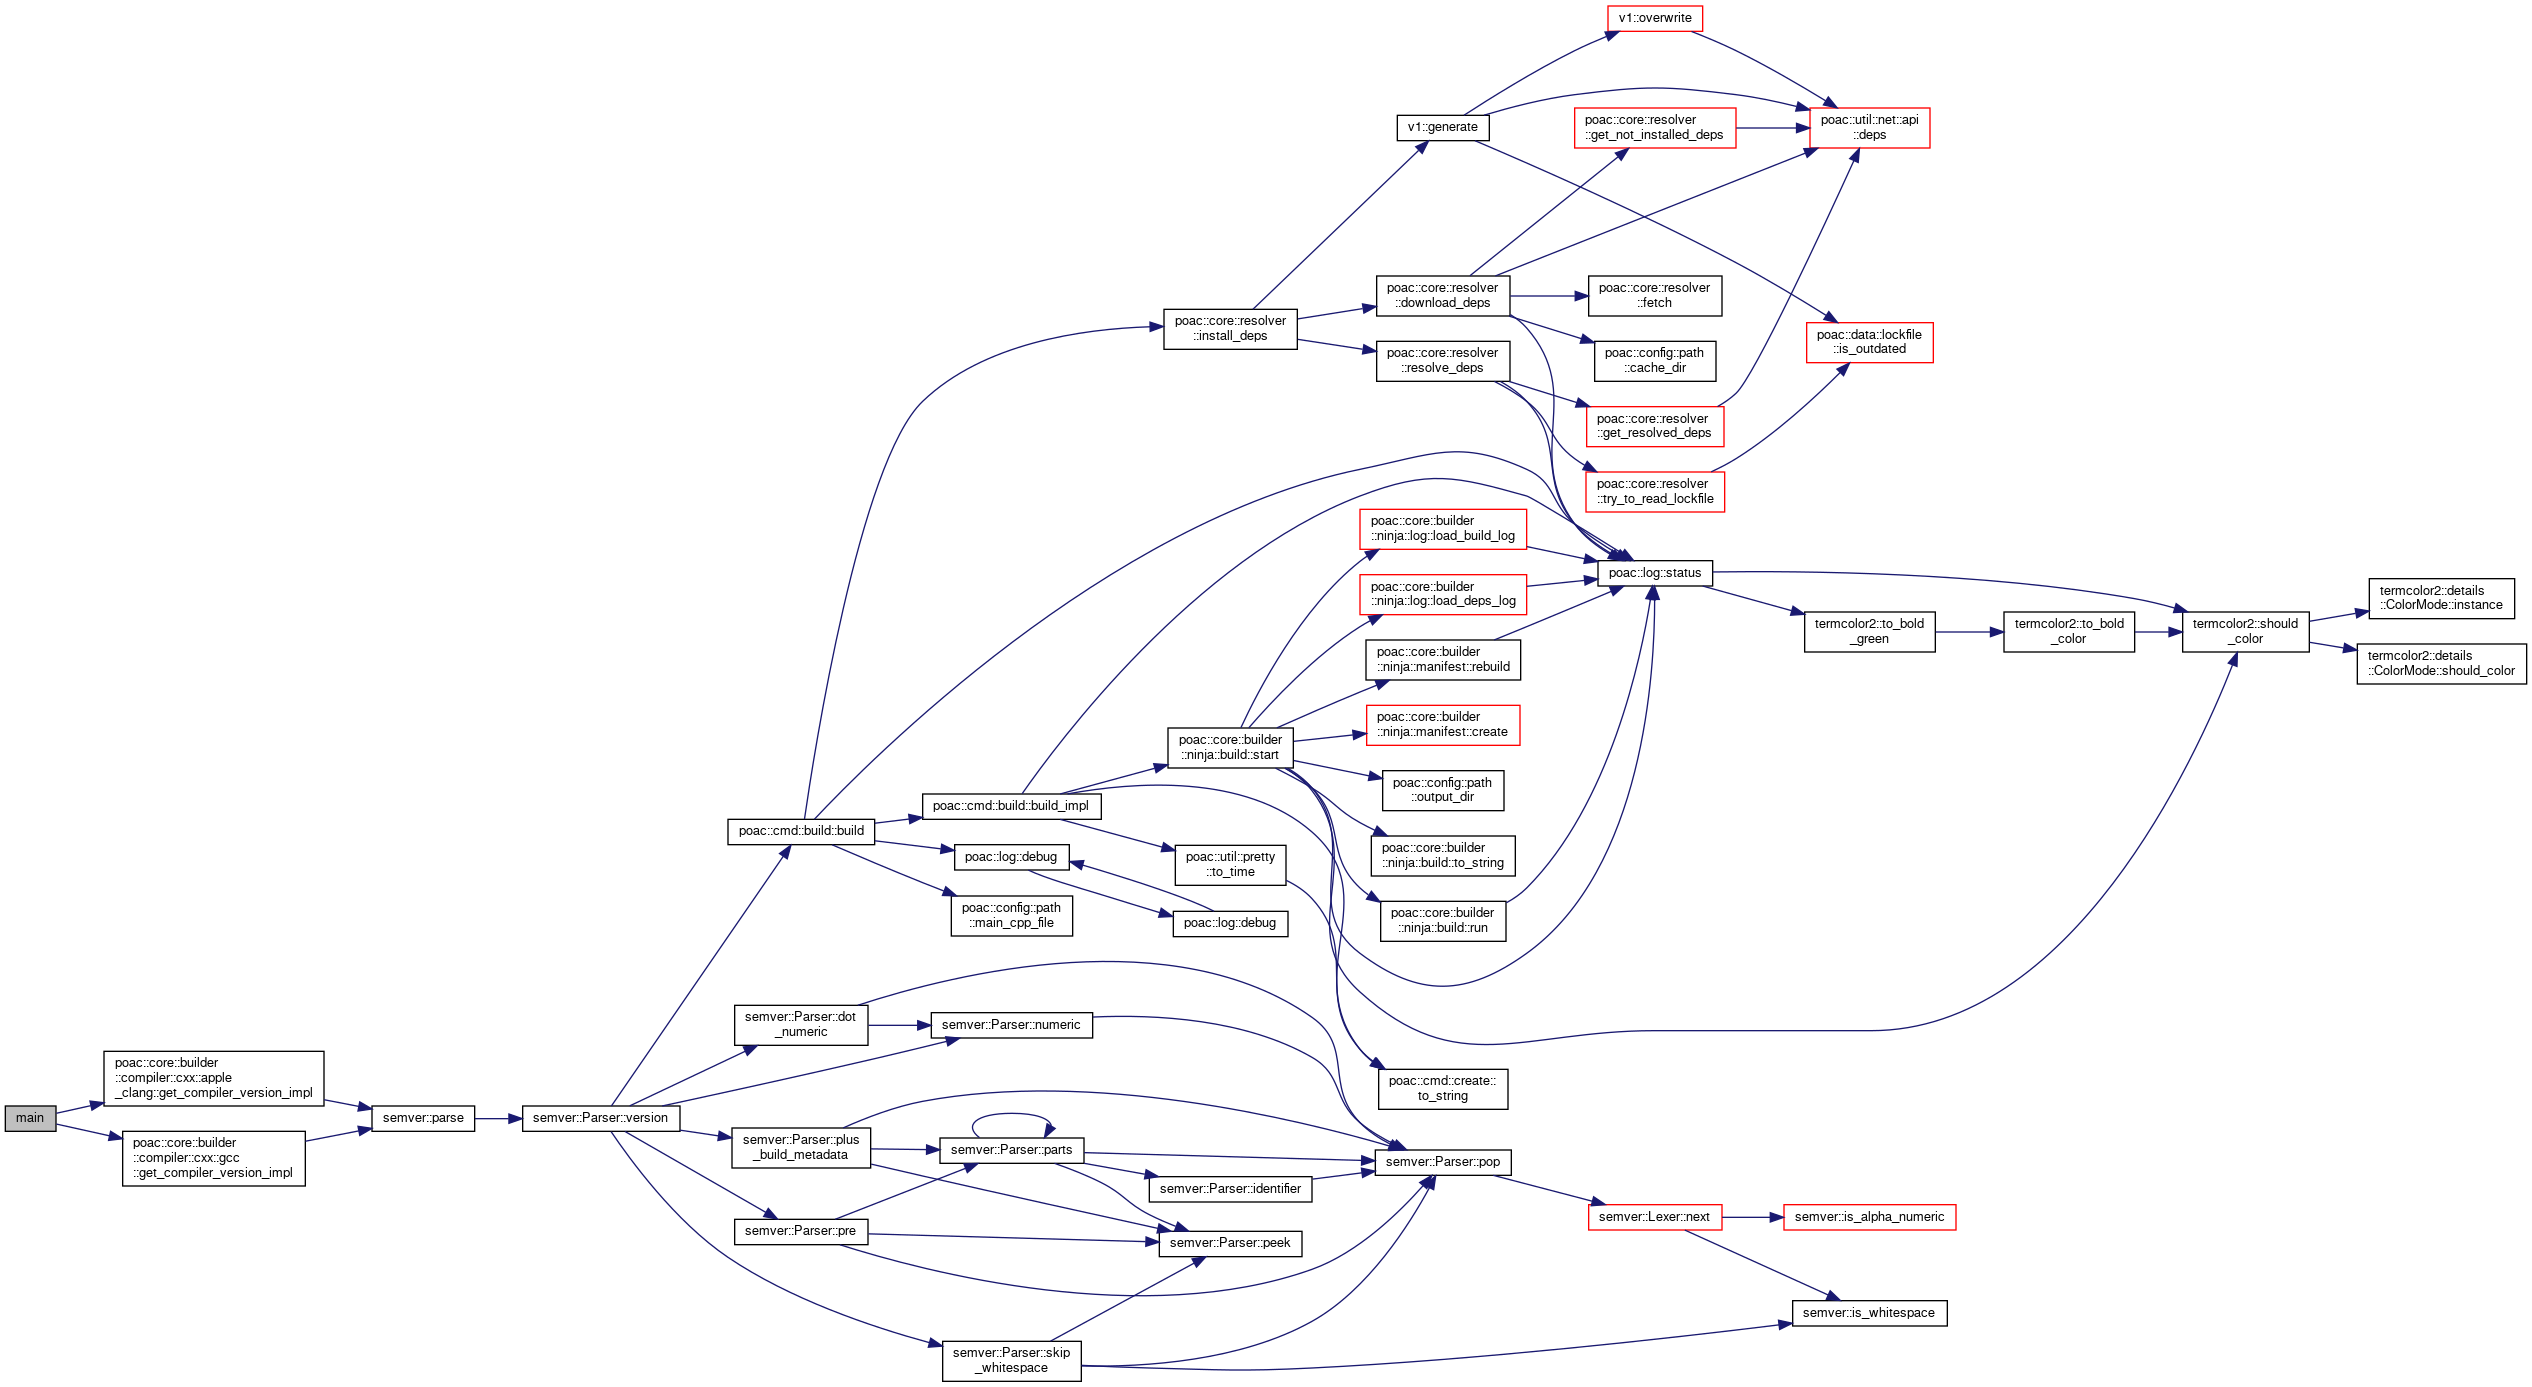 main
poac::core::builder
::compiler::cxx::apple
_clang::get_compiler_version_impl
poac::core::builder
::compiler::cxx::gcc
::get_compiler_version_impl
semver::parse
semver::Parser::version
poac::cmd::build::build
semver::Parser::dot
_numeric
semver::Parser::plus
_build_metadata
semver::Parser::pre
semver::Parser::skip
_whitespace
poac::cmd::build::build_impl
poac::log::debug
poac::config::path
::main_cpp_file
semver::Parser::numeric
semver::Parser::parts
poac::core::resolver
::install_deps
poac::core::builder
::ninja::build::start
poac::util::pretty
::to_time
poac::log::debug
semver::Parser::identifier
semver::Parser::peek
v1::generate
poac::core::resolver
::download_deps
poac::core::resolver
::resolve_deps
poac::core::builder
::ninja::log::load_build_log
poac::core::builder
::ninja::log::load_deps_log
poac::core::builder
::ninja::manifest::rebuild
poac::core::builder
::ninja::manifest::create
poac::config::path
::output_dir
poac::core::builder
::ninja::build::to_string
poac::core::builder
::ninja::build::run
poac::cmd::create::
to_string
semver::Parser::pop
v1::overwrite
poac::core::resolver
::get_not_installed_deps
poac::core::resolver
::fetch
poac::config::path
::cache_dir
poac::core::resolver
::get_resolved_deps
poac::core::resolver
::try_to_read_lockfile
poac::log::status
semver::Lexer::next
poac::util::net::api
::deps
poac::data::lockfile
::is_outdated
termcolor2::to_bold
_green
semver::is_alpha_numeric
semver::is_whitespace
termcolor2::to_bold
_color
termcolor2::should
_color
termcolor2::details
::ColorMode::instance
termcolor2::details
::ColorMode::should_color